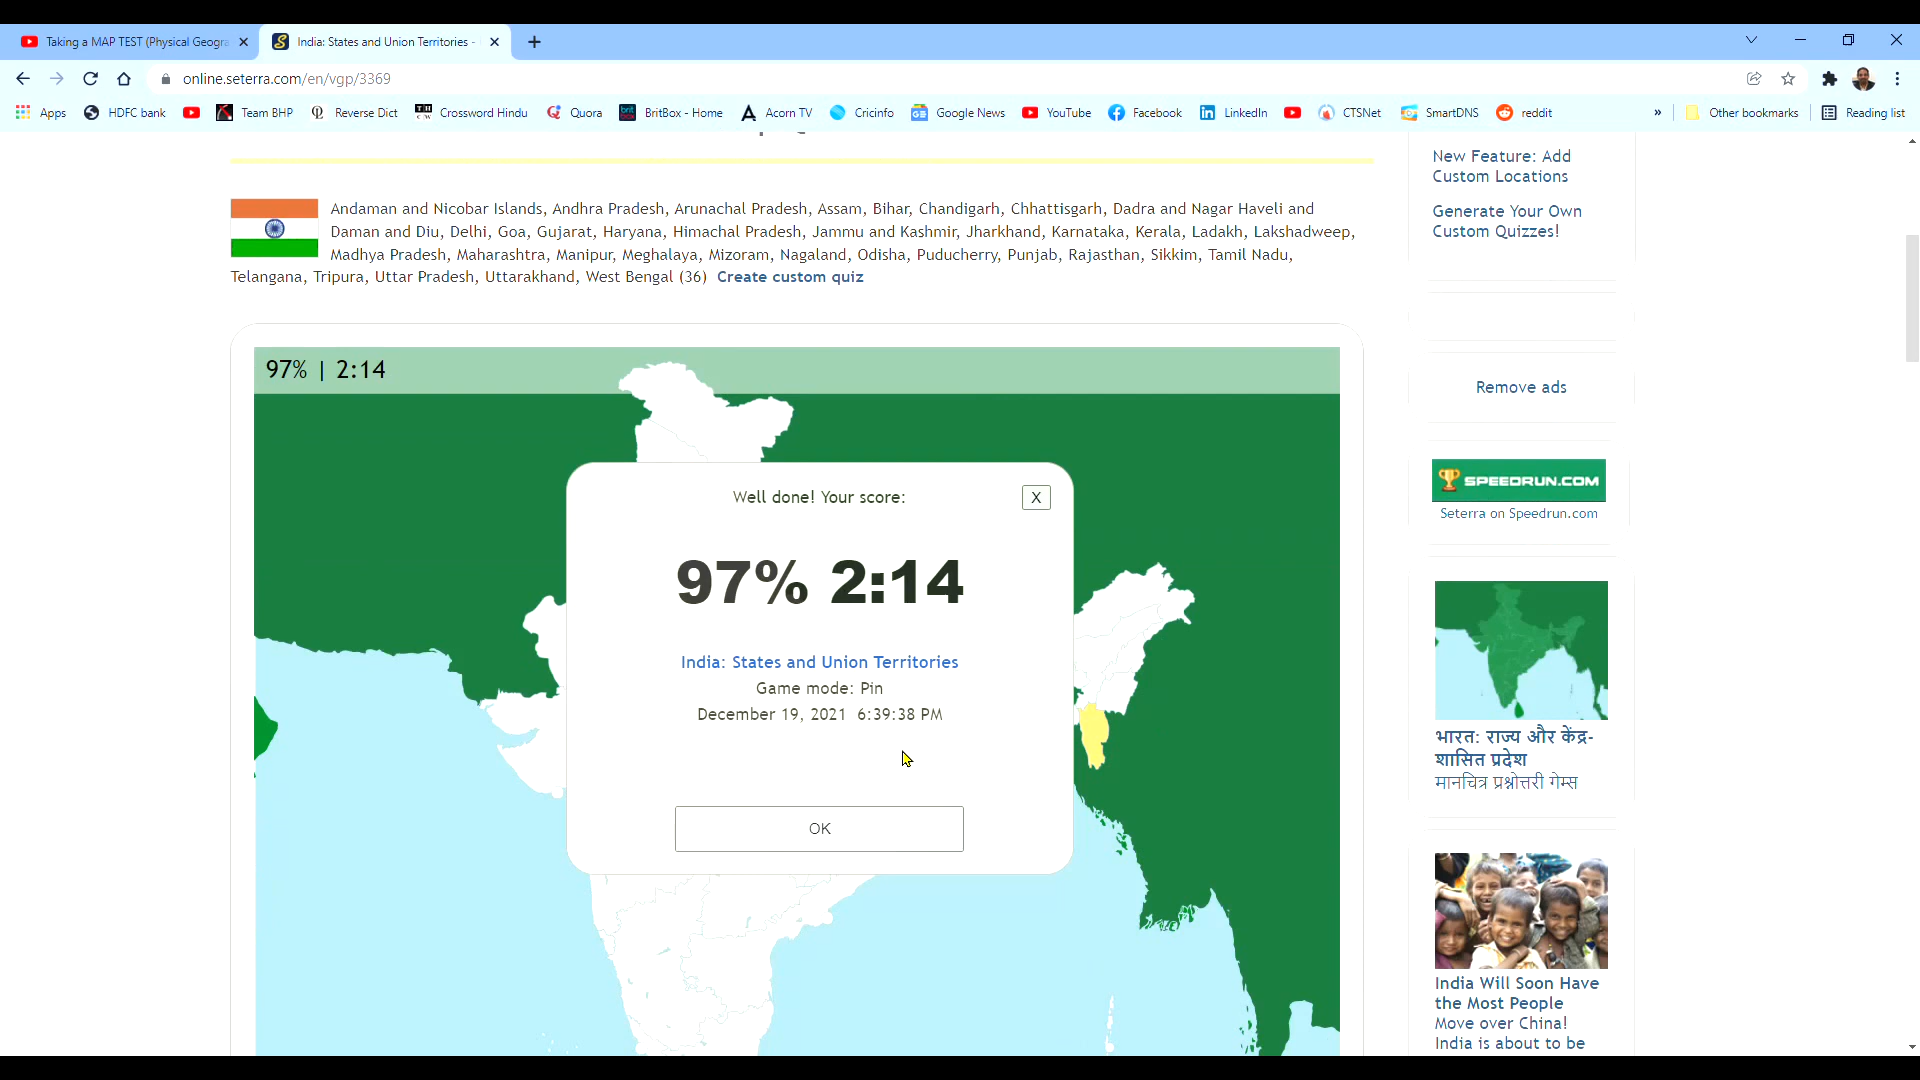 Taking a MAP TEST (Physical Geogra
India: States and Union Territories -
online.seterra.com/en/vgp/3369
Apps
HDFC bank
Team BHP
Reverse Dict
Crossword Hindu
Quora
BritBox - Home
Acorn TV
Cricinfo
Google News
YouTube
Facebook
LinkedIn
CTSNet
SmartDNS
reddit
»
Other bookmarks
Reading list
Andaman and Nicobar Islands, Andhra Pradesh, Arunachal Pradesh, Assam, Bihar, Chandigarh, Chhattisgarh, Dadra and Nagar Haveli and
Daman and Diu, Delhi, Goa, Gujarat, Haryana, Himachal Pradesh, Jammu and Kashmir, Jharkhand, Karnataka, Kerala, Ladakh, Lakshadweep,
Madhya Pradesh, Maharashtra, Manipur, Meghalaya, Mizoram, Nagaland, Odisha, Puducherry, Punjab, Rajasthan, Sikkim, Tamil Nadu,
Telangana, Tripura, Uttar Pradesh, Uttarakhand, West Bengal (36) Create custom quiz
97% | 2:14
Well done! Your score:
X
97% 2:14
India: States and Union Territories
Game mode: Pin
December 19, 2021 6:39:38 PM
OK
New Feature: Add
Custom Locations
Generate Your Own
Custom Quizzes!
Remove ads
SPEEDRUN.COM
Seterra on Speedrun.com
भारत: राज्य और केंद्र-
शासित प्रदेश
मानचित्र प्रश्नोत्तरी गेम्स
India Will Soon Have
the Most People
Move over China!
India is about to be